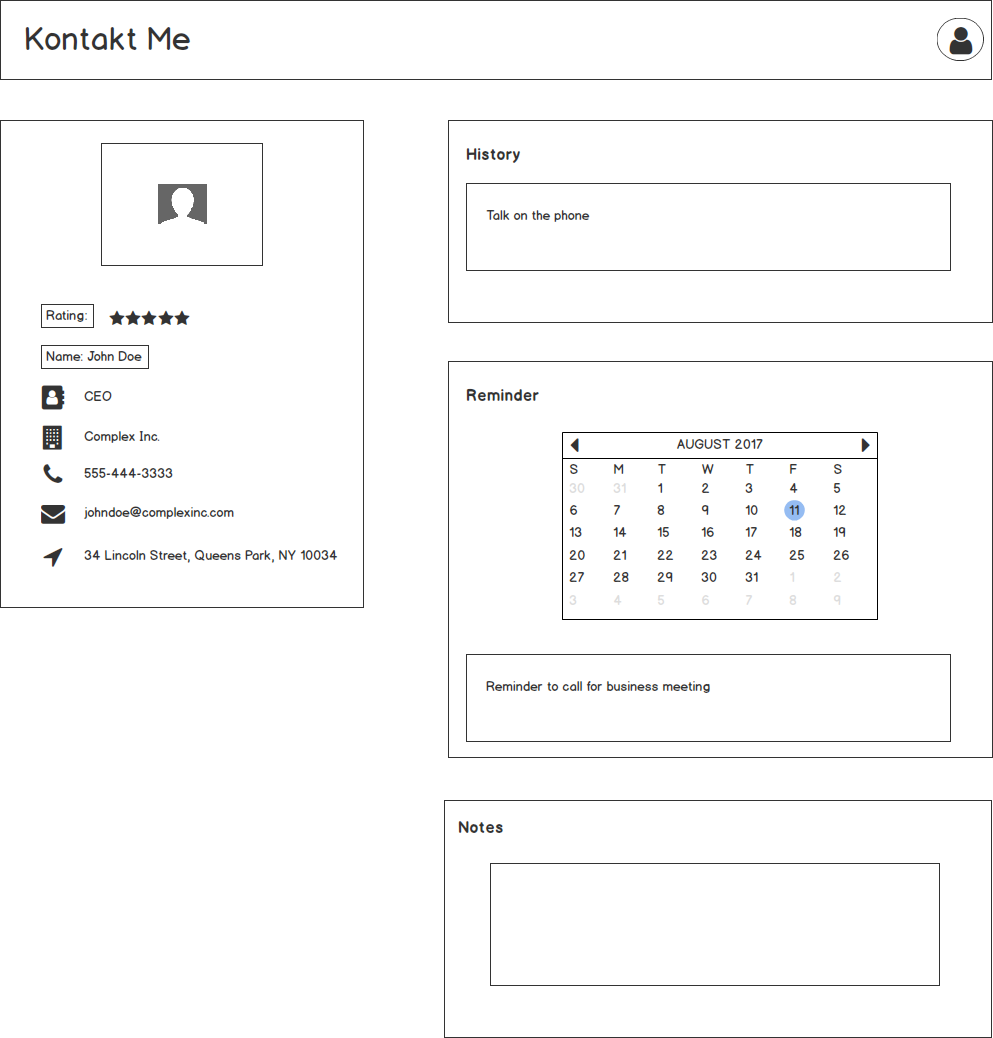 Kontakt Me
Rating:
Name: John Doe
CEO
Complex Inc.
555-444-3333
johndoe@complexinc.com
34 Lincoln Street, Queens Park, NY 10034
History
Talk on the phone
Reminder
AUGUST 2017
S M T W T F S
30 31 1 2 3 4 5
6 7 8 9 10 11 12
13 14 15 16 17 18 19
20 21 22 23 24 25 26
27 28 29 30 31 1 2
3 4 5 6 7 8 9
Reminder to call for business meeting
Notes